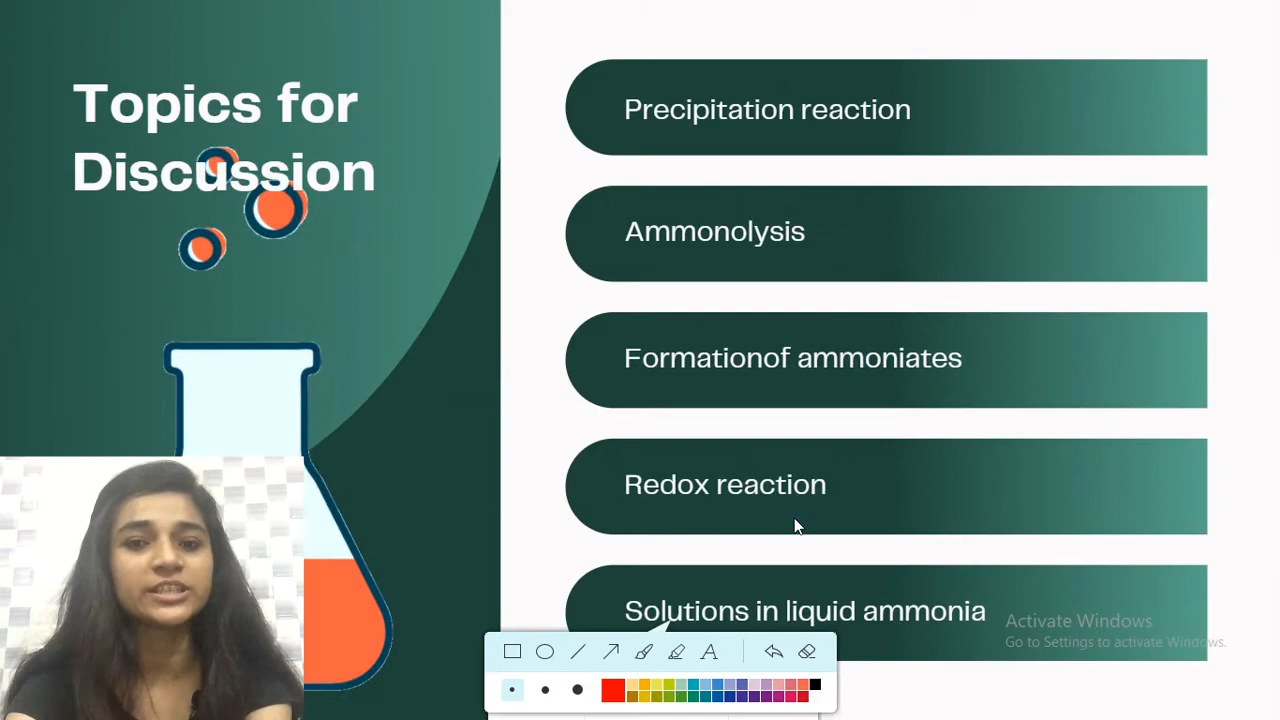 Topics for
Discussion
Precipitation reaction
Ammonolysis
Formationof ammoniates
Redox reaction
Solutions in liquid ammonia
Activate Windows
Go to Settings to activate Windows.
A